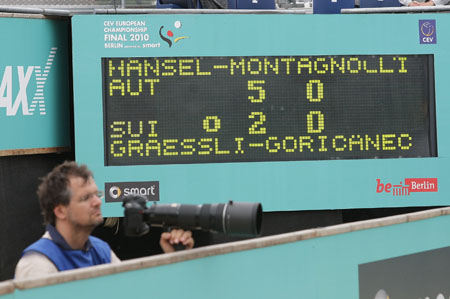 CEV EUROPEAN
CHAMPIONSHIP
FINAL 2010
BERLIN smart
CEV
HANSEL-MONTAGNOLLI
AUT 5 0
SUI o 2 0
GRAESSLI-GORICANEC
AXX
smart
be Berlin